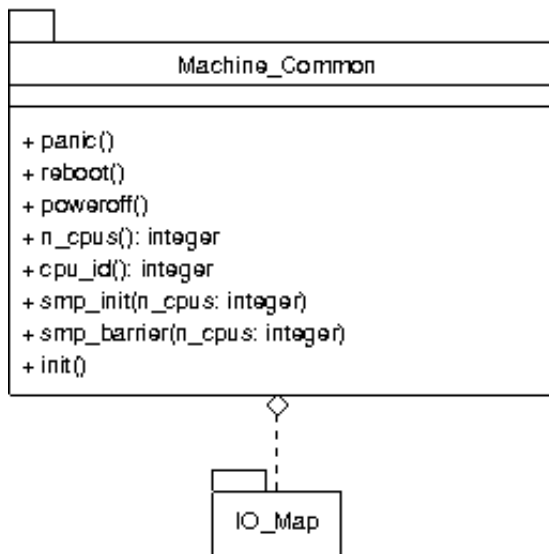 Machine_Common
+ panic()
+ reboot()
+ poweroff()
+ n_cpus(): integer
+ cpu_id(): integer
+ smp_init(n_cpus: integer)
+ smp_barrier(n_cpus: integer)
+ init()
IO_Map